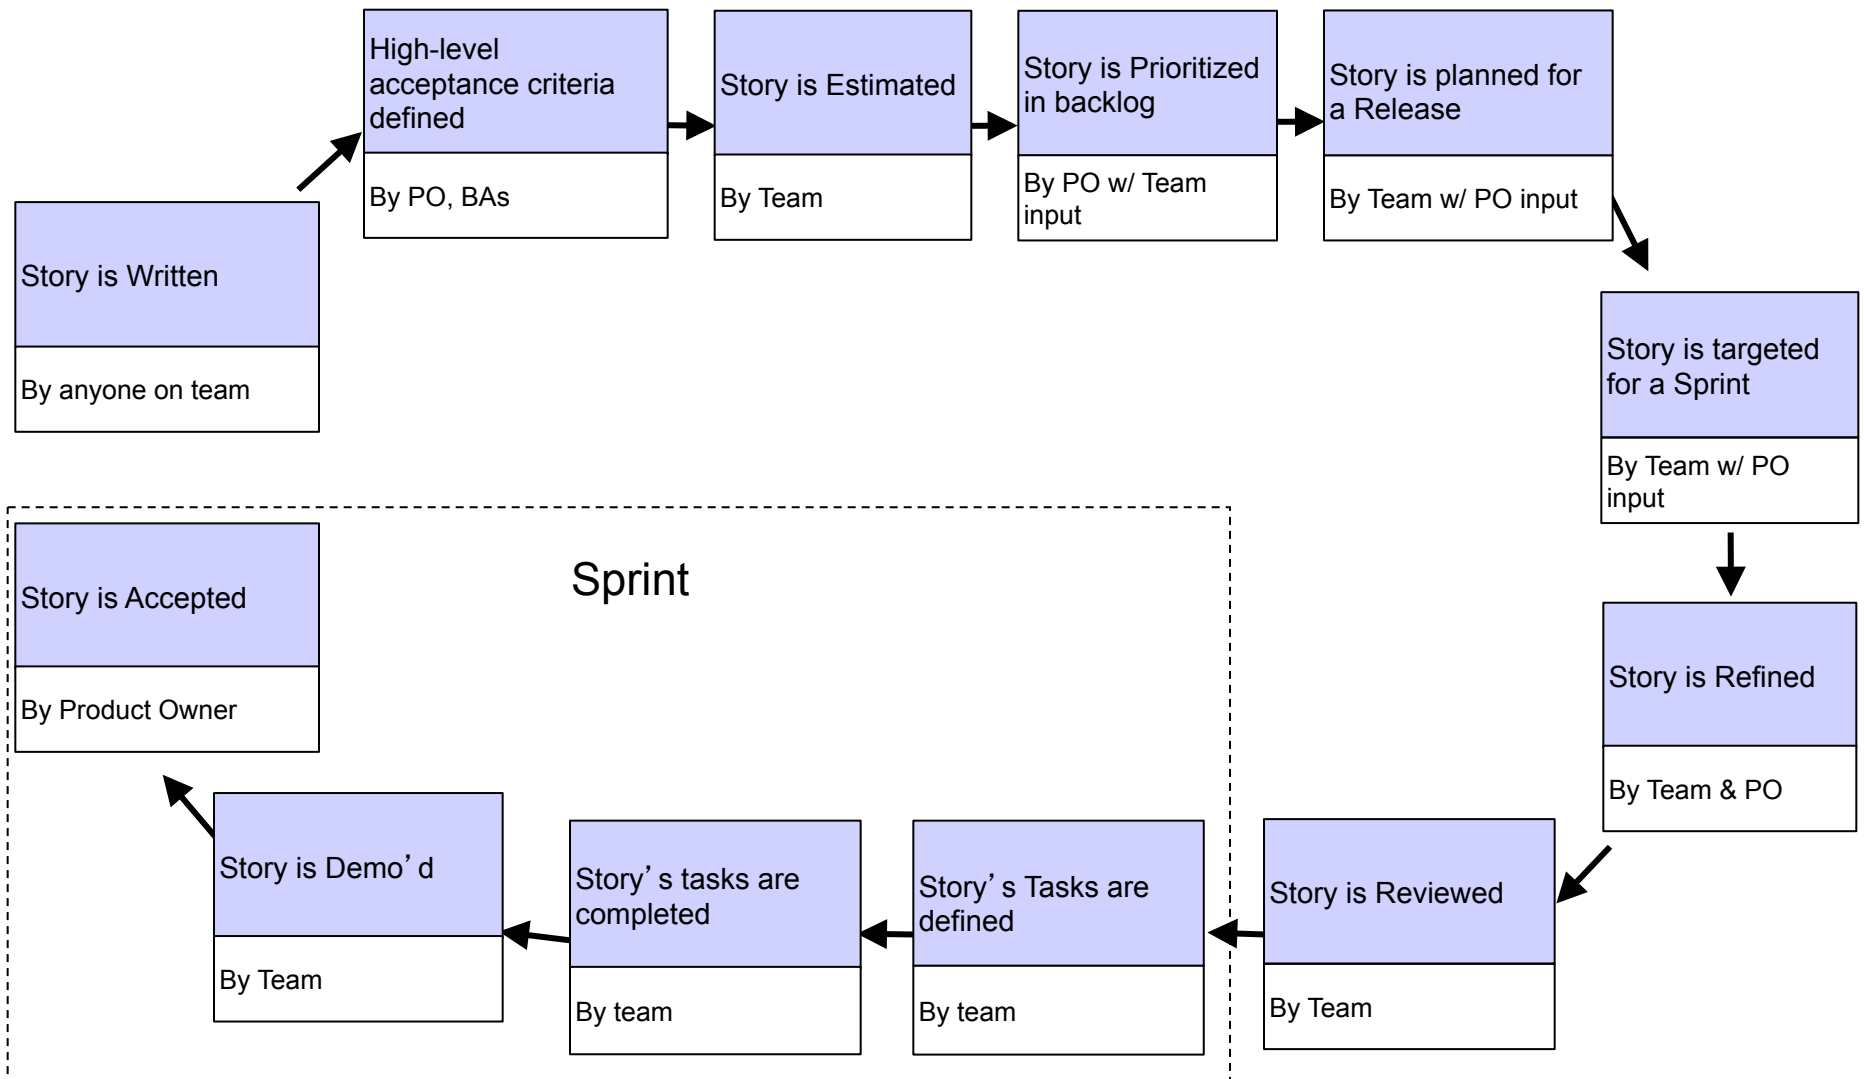 High-level
acceptance criteria
defined
By PO, BAs
Story is Estimated
By Team
Story is Prioritized
in backlog
By PO w/ Team
input
Story is planned for
a Release
By Team w/ PO input
Story is Written
By anyone on team
Story is targeted
for a Sprint
By Team w/ PO
input
Sprint
Story is Accepted
By Product Owner
Story is Refined
By Team & PO
Story is Demo’d
By Team
Story’s tasks are
completed
By team
Story’s Tasks are
defined
By team
Story is Reviewed
By Team